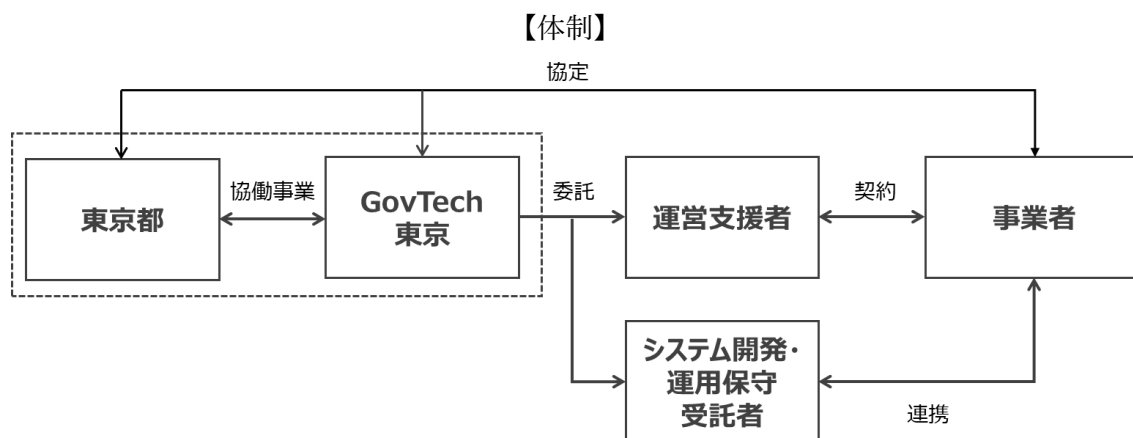 【体制】
協定
東京都
協働事業
GovTech
東京
委託
運営支援者
契約
事業者
システム開発・
運用保守
受託者
連携